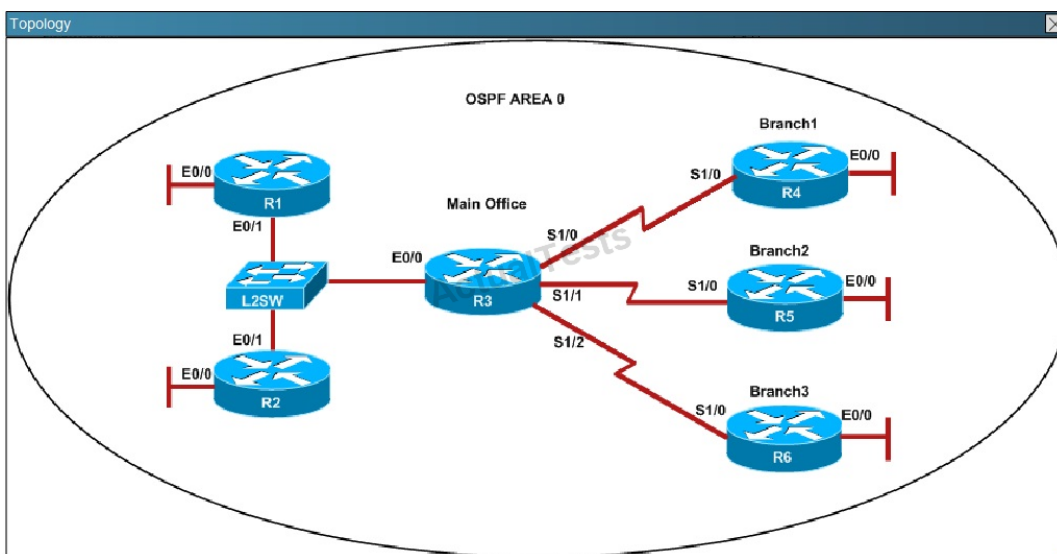 Topology
OSPF AREA 0
Branch1
E0/0
R1
E0/1
S1/0
E0/0
R4
Main Office
S1/0
E0/0
R3
ActualTests
Branch2
L2SW
S1/1
S1/0
E0/0
R5
S1/2
E0/1
E0/0
R2
Branch3
S1/0
E0/0
R6